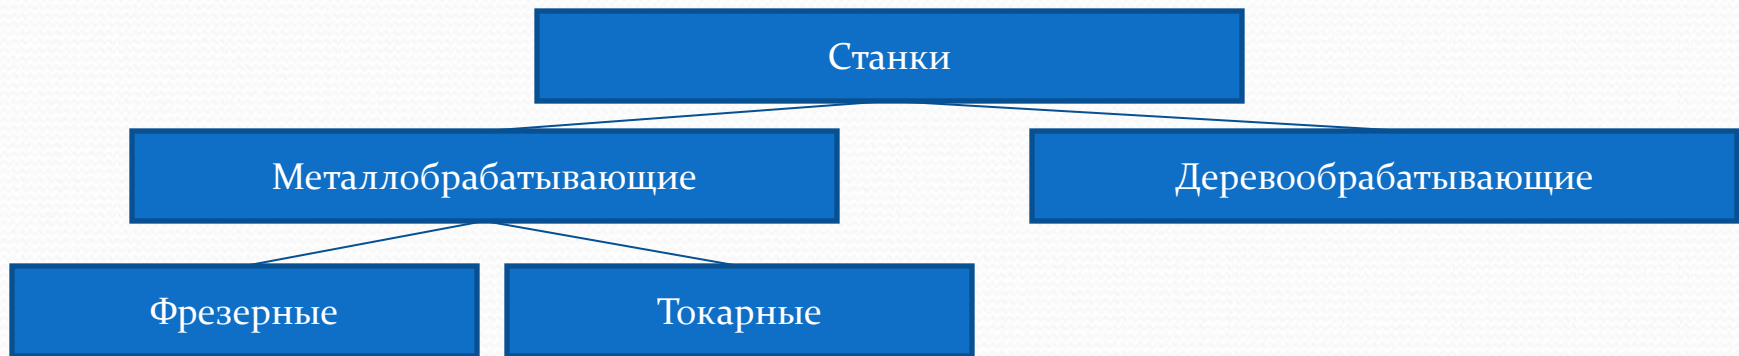 Станки
Металлобрабатывающие
Деревообрабатывающие
Фрезерные
Токарные